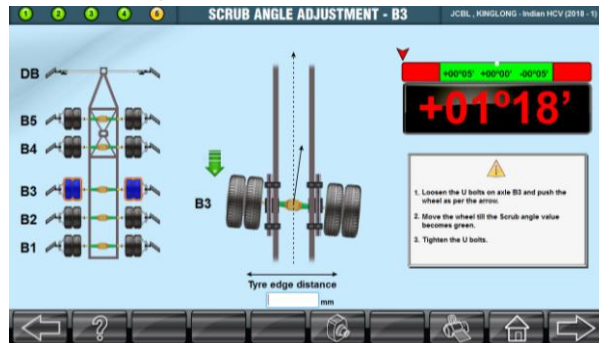 1 2 3 4 5
SCRUB ANGLE ADJUSTMENT - B3
JCBL , KINGLONG - Indian HCV (2018 - 1)
DB
B5
B4
B3
B2
B1
B3
+00°05' +00°00' -00°05'
+01°18'
1. Loosen the U bolts on axle B3 and push the
wheel as per the arrow.
2. Move the wheel till the Scrub angle value
becomes green.
3. Tighten the U bolts.
Tyre edge distance
mm